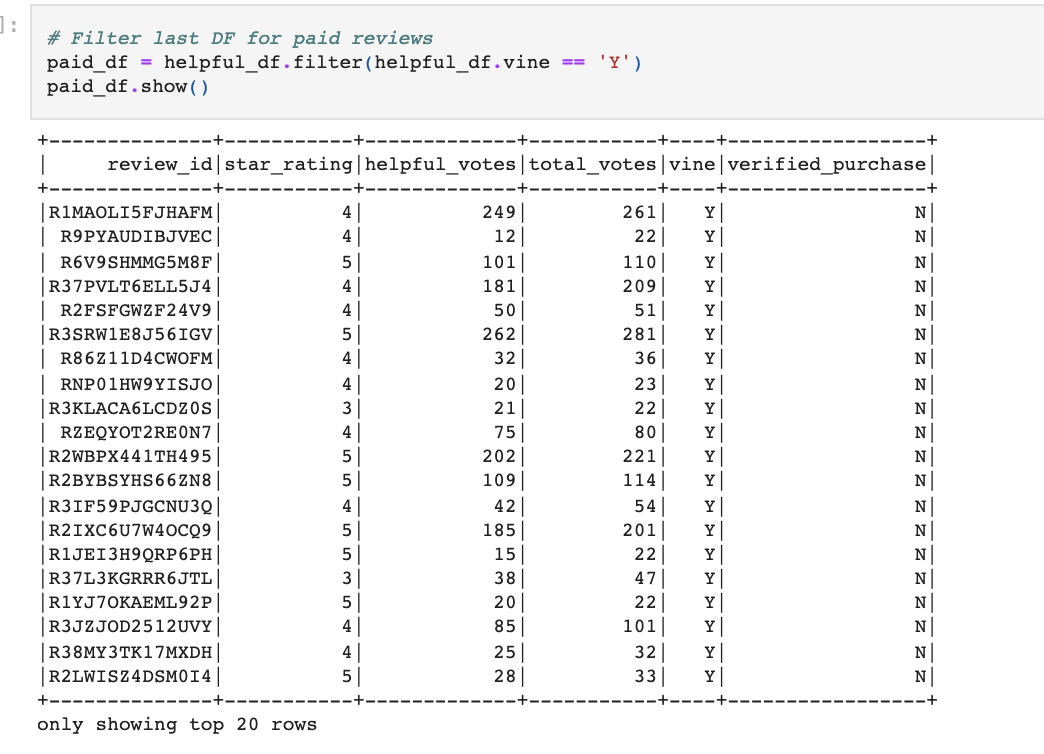 ]:
# Filter last DF for paid reviews
paid_df = helpful_df.filter(helpful_df.vine == 'Y')
paid_df.show()
+--------------+-----------+-------------+-----------+----+-----------------+
|     review_id|star_rating|helpful_votes|total_votes|vine|verified_purchase|
+--------------+-----------+-------------+-----------+----+-----------------+
|R1MAOLI5FJHAFM|          4|          249|        261|   Y|                N|
| R9PYAUDIBJVEC|          4|           12|         22|   Y|                N|
| R6V9SHMMG5M8F|          5|          101|        110|   Y|                N|
|R37PVLT6ELL5J4|          4|          181|        209|   Y|                N|
| R2FSFGWZF24V9|          4|           50|         51|   Y|                N|
|R3SRW1E8J56IGV|          5|          262|        281|   Y|                N|
| R86Z11D4CWOFM|          4|           32|         36|   Y|                N|
| RNP01HW9YISJO|          4|           20|         23|   Y|                N|
|R3KLACA6LCDZ0S|          3|           21|         22|   Y|                N|
| RZEQYOT2RE0N7|          4|           75|         80|   Y|                N|
|R2WBPX441TH495|          5|          202|        221|   Y|                N|
|R2BYBSYHS66ZN8|          5|          109|        114|   Y|                N|
|R3IF59PJGCNU3Q|          4|           42|         54|   Y|                N|
|R2IXC6U7W4OCQ9|          5|          185|        201|   Y|                N|
|R1JEI3H9QRP6PH|          5|           15|         22|   Y|                N|
|R37L3KGRRR6JTL|          3|           38|         47|   Y|                N|
|R1YJ7OKAEML92P|          5|           20|         22|   Y|                N|
|R3JZJOD2512UVY|          4|           85|        101|   Y|                N|
|R38MY3TK17MXDH|          4|           25|         32|   Y|                N|
|R2LWISZ4DSM0I4|          5|           28|         33|   Y|                N|
+--------------+-----------+-------------+-----------+----+-----------------+
only showing top 20 rows